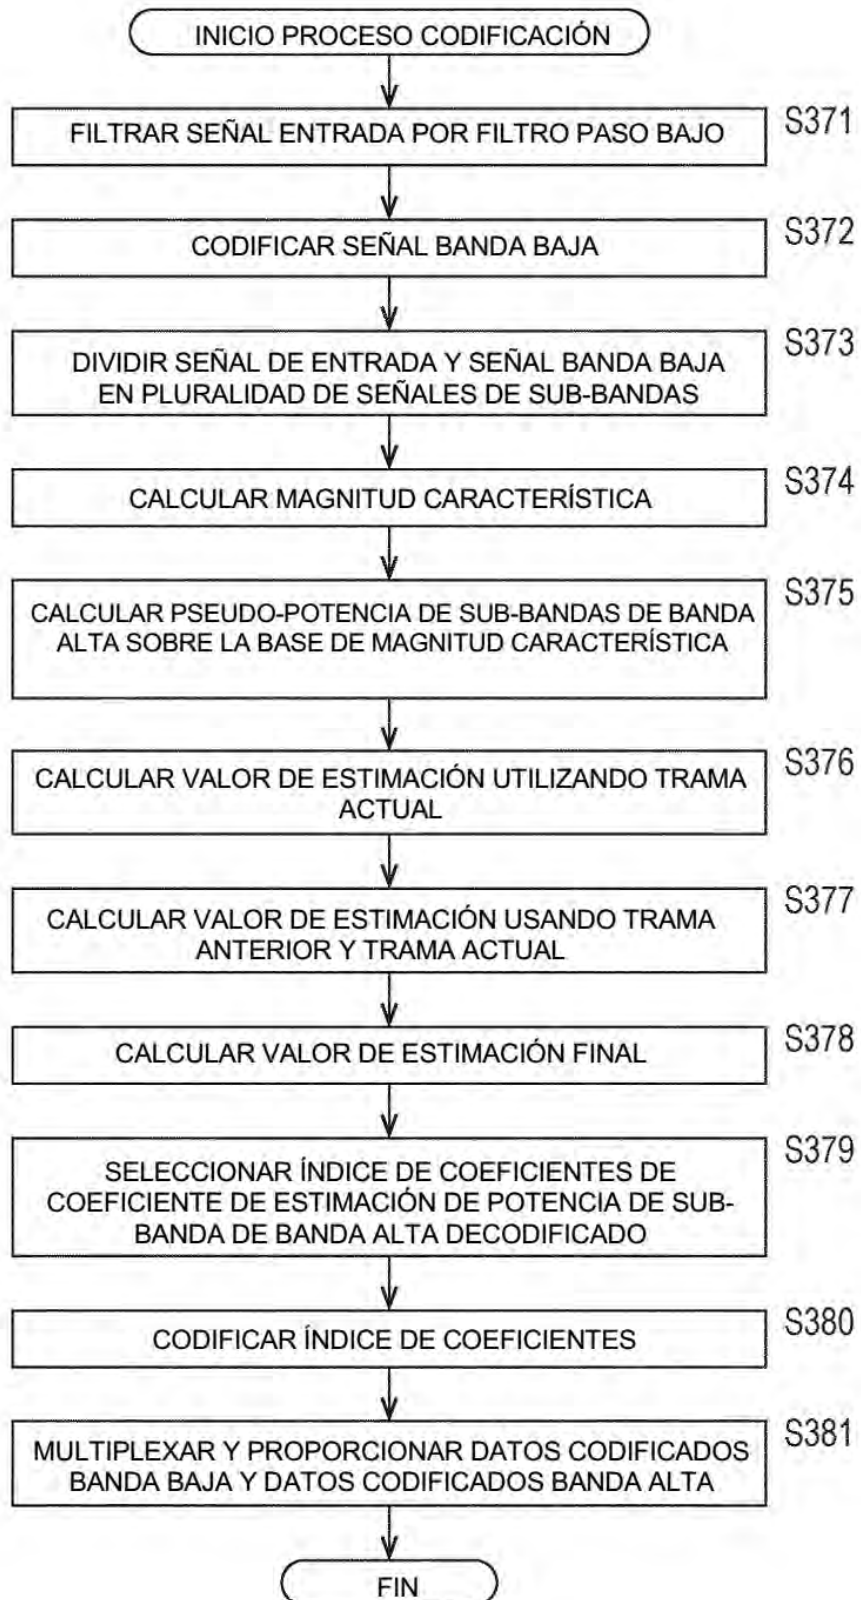 INICIO PROCESO CODIFICACIÓN
S371
FILTRAR SEÑAL ENTRADA POR FILTRO PASO BAJO
S372
CODIFICAR SEÑAL BANDA BAJA
S373
DIVIDIR SEÑAL DE ENTRADA Y SEÑAL BANDA BAJA
EN PLURALIDAD DE SEÑALES DE SUB-BANDAS
S374
CALCULAR MAGNITUD CARACTERÍSTICA
S375
CALCULAR PSEUDO-POTENCIA DE SUB-BANDAS DE BANDA
ALTA SOBRE LA BASE DE MAGNITUD CARACTERÍSTICA
S376
CALCULAR VALOR DE ESTIMACIÓN UTILIZANDO TRAMA
ACTUAL
S377
CALCULAR VALOR DE ESTIMACIÓN USANDO TRAMA
ANTERIOR Y TRAMA ACTUAL
S378
CALCULAR VALOR DE ESTIMACIÓN FINAL
S379
SELECCIONAR ÍNDICE DE COEFICIENTES DE
COEFICIENTE DE ESTIMACIÓN DE POTENCIA DE SUB-
BANDA DE BANDA ALTA DECODIFICADO
S380
CODIFICAR ÍNDICE DE COEFICIENTES
S381
MULTIPLEXAR Y PROPORCIONAR DATOS CODIFICADOS
BANDA BAJA Y DATOS CODIFICADOS BANDA ALTA
FIN